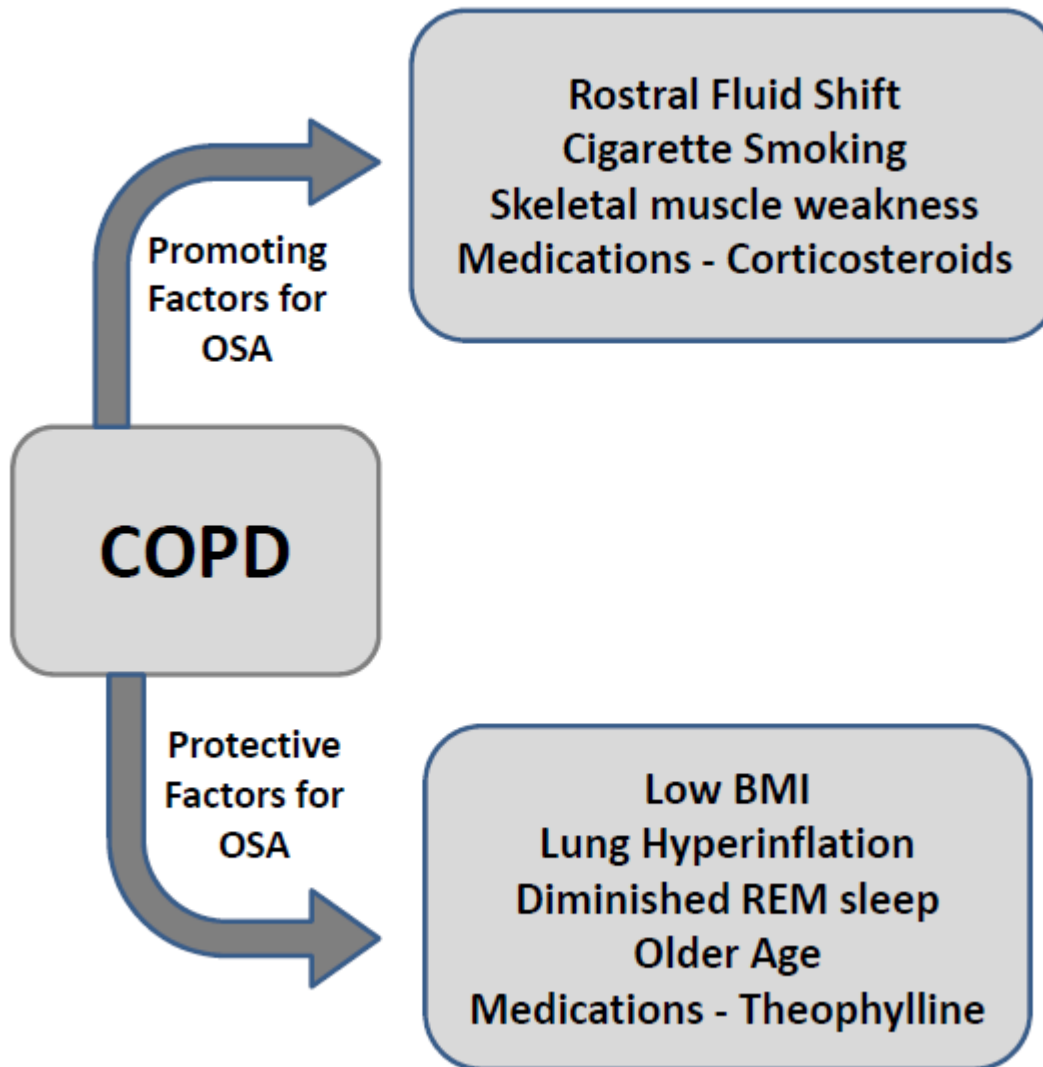 Rostral Fluid Shift
Cigarette Smoking
Skeletal muscle weakness
Medications - Corticosteroids
Promoting
Factors for
OSA
COPD
Protective
Factors for
OSA
Low BMI
Lung Hyperinflation
Diminished REM sleep
Older Age
Medications - Theophylline